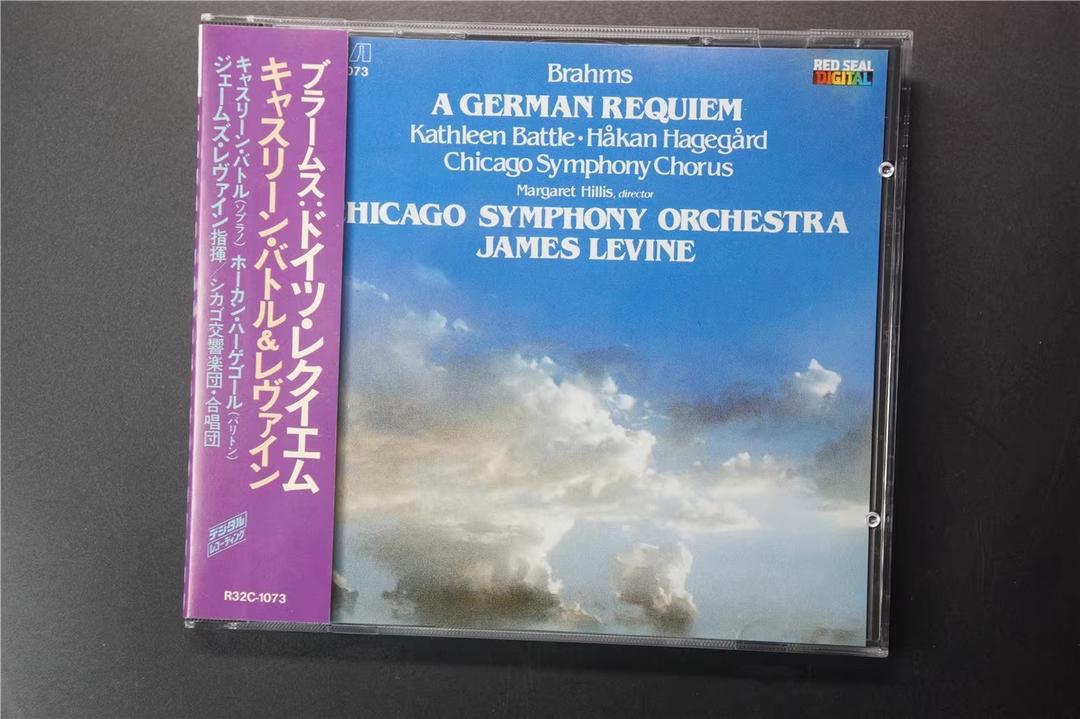 ブラームス:ドイツ・レクイエム
キャスリーン・バトル&レヴァイン
キャスリーン・バトル(ソプラノ) ホーカン・ハーゲゴール(バリトン)
ジェームズ・レヴァイン指揮/シカゴ交響楽団・合唱団
デジタル
レコーディング
R32C-1073
073
RED SEAL
DIGITAL
Brahms
A GERMAN REQUIEM
Kathleen Battle・Håkan Hagegård
Chicago Symphony Chorus
Margaret Hillis, director
HICAGO SYMPHONY ORCHESTRA
JAMES LEVINE